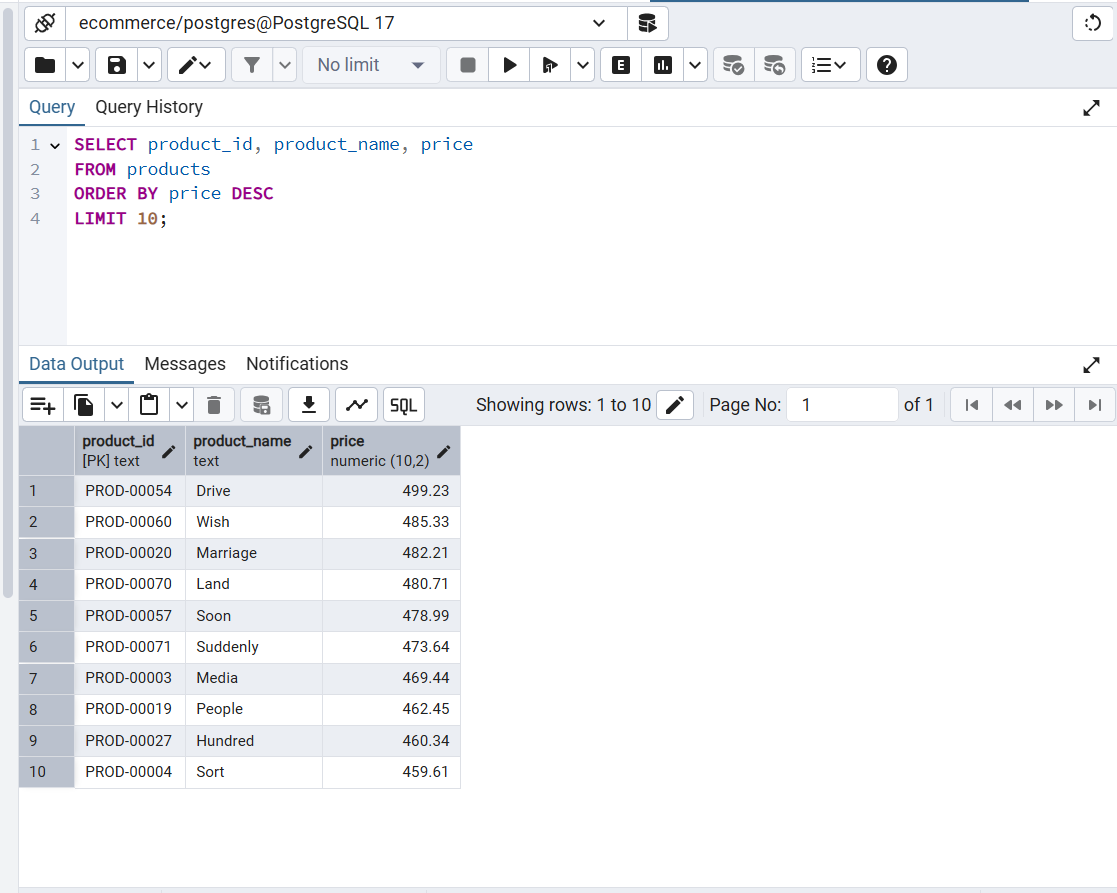 ecommerce/postgres@PostgreSQL 17
No limit
E
Query Query History
1 SELECT product_id, product_name, price
2 FROM products
3 ORDER BY price DESC
4 LIMIT 10;
Data Output Messages Notifications
SQL Showing rows: 1 to 10 Page No: 1 of 1
product_id product_name price
[PK] text text numeric (10,2)
1 PROD-00054 Drive 499.23
2 PROD-00060 Wish 485.33
3 PROD-00020 Marriage 482.21
4 PROD-00070 Land 480.71
5 PROD-00057 Soon 478.99
6 PROD-00071 Suddenly 473.64
7 PROD-00003 Media 469.44
8 PROD-00019 People 462.45
9 PROD-00027 Hundred 460.34
10 PROD-00004 Sort 459.61